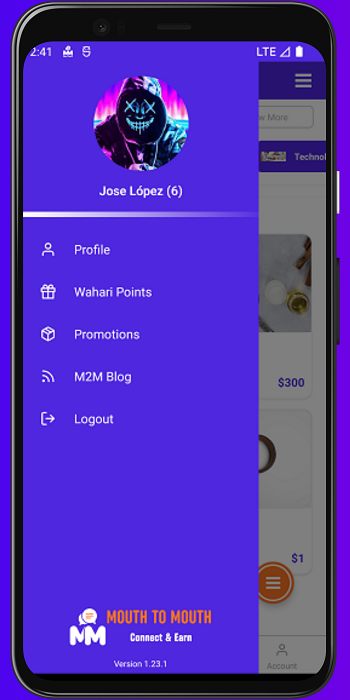 2:41
LTE
w More
Jose López (6)
Technol
Profile
Wahari Points
Promotions
M2M Blog
Logout
$300
$1
MM
MOUTH TO MOUTH
Connect & Earn
Version 1.23.1
Account